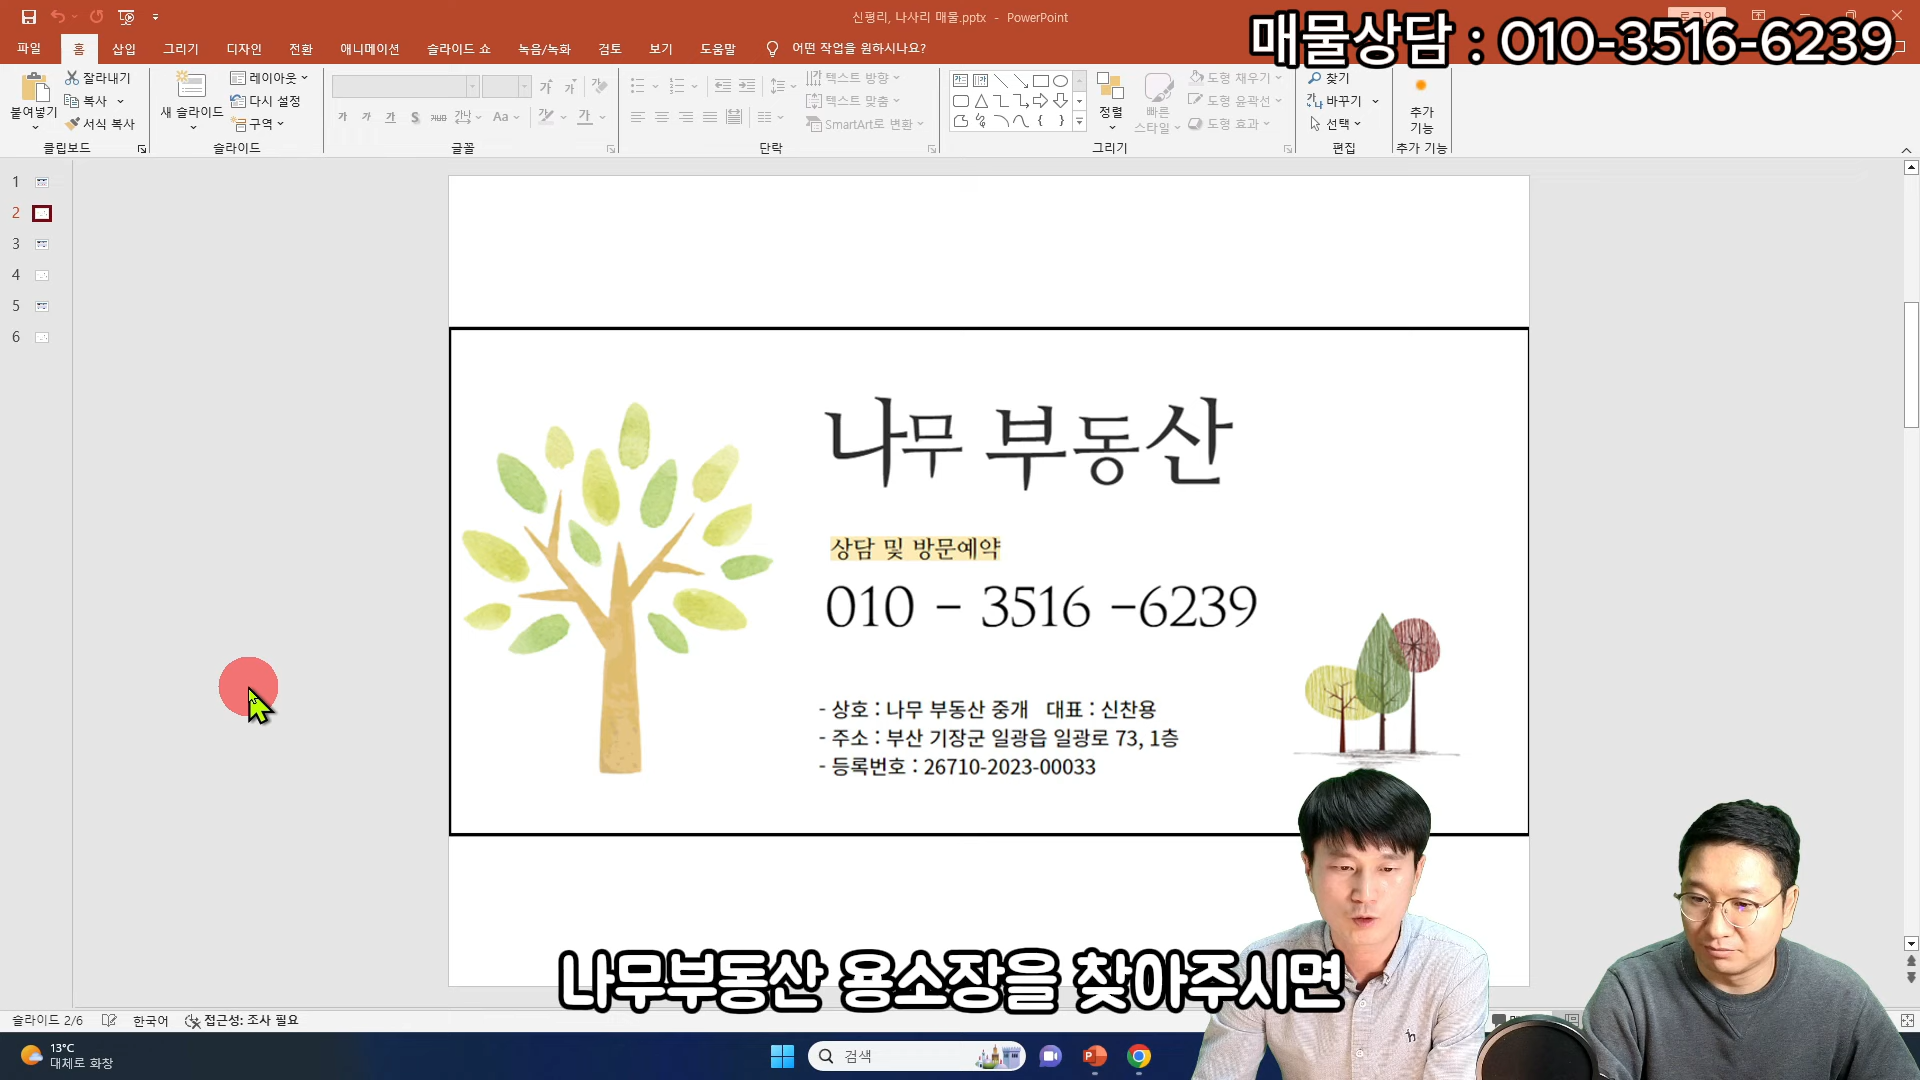 신평리, 나사리 매물.pptx - PowerPoint
로그인
매물상담 : 010-3516-6239
파일 홈 삽입 그리기 디자인 전환 애니메이션 슬라이드 쇼 녹음/녹화 검토 보기 도움말 어떤 작업을 원하시나요?
붙여넣기
잘라내기
복사
서식 복사
클립보드
새 슬라이드
레이아웃
다시 설정
구역
슬라이드
글꼴
텍스트 방향
텍스트 맞춤
SmartArt로 변환
단락
정렬
빠른 스타일
도형 채우기
도형 윤곽선
도형 효과
그리기
찾기
바꾸기
선택
편집
추가 기능
추가 기능
1
2
3
4
5
6
나무 부동산
상담 및 방문예약
010 - 3516 -6239
- 상호 : 나무 부동산 중개 대표 : 신찬용
- 주소 : 부산 기장군 일광읍 일광로 73, 1층
- 등록번호 : 26710-2023-00033
나무부동산 용소장을 찾아주시면
슬라이드 2/6 한국어 접근성: 조사 필요
13°C
대체로 화창
검색